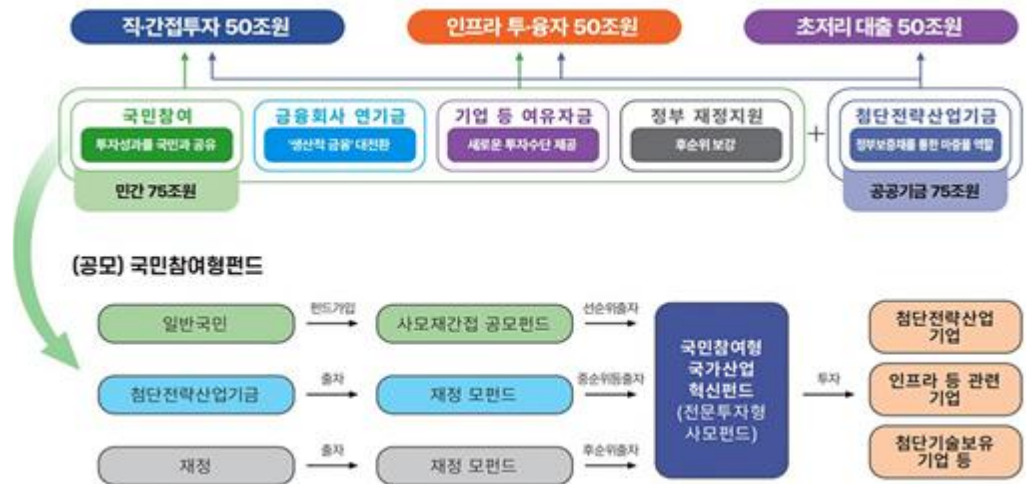 직·간접투자 50조원
인프라 투·융자 50조원
초저리 대출 50조원
국민참여
투자성과를 국민과 공유
금융회사 연기금
'생산적 금융' 대전환
기업 등 여유자금
새로운 투자수단 제공
정부 재정지원
후순위 보강
+
첨단전략산업기금
정부보증채를 통한 마중물 역할
민간 75조원
공공기금 75조원
(공모) 국민참여형펀드
일반국민
펀드가입
사모재간접 공모펀드
선순위출자
첨단전략산업기금
출자
재정 모펀드
중순위등출자
재정
출자
재정 모펀드
후순위출자
국민참여형
국가산업
혁신펀드
(전문투자형
사모펀드)
투자
첨단전략산업
기업
인프라 등 관련
기업
첨단기술보유
기업 등